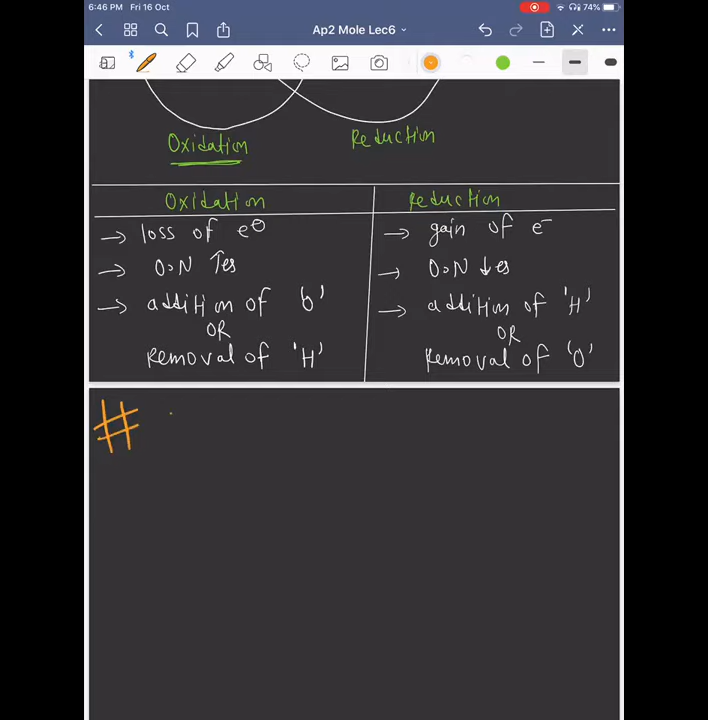 6:46 PM Fri 16 Oct 74%
Ap2 Mole Lec6
Oxidation Reduction
Oxidation Reduction
→ loss of e⊖ → gain of e⁻
→ O.N ↑es → O.N ↓es
→ addition of 'O' → addition of 'H'
OR OR
removal of 'H' removal of 'O'
#